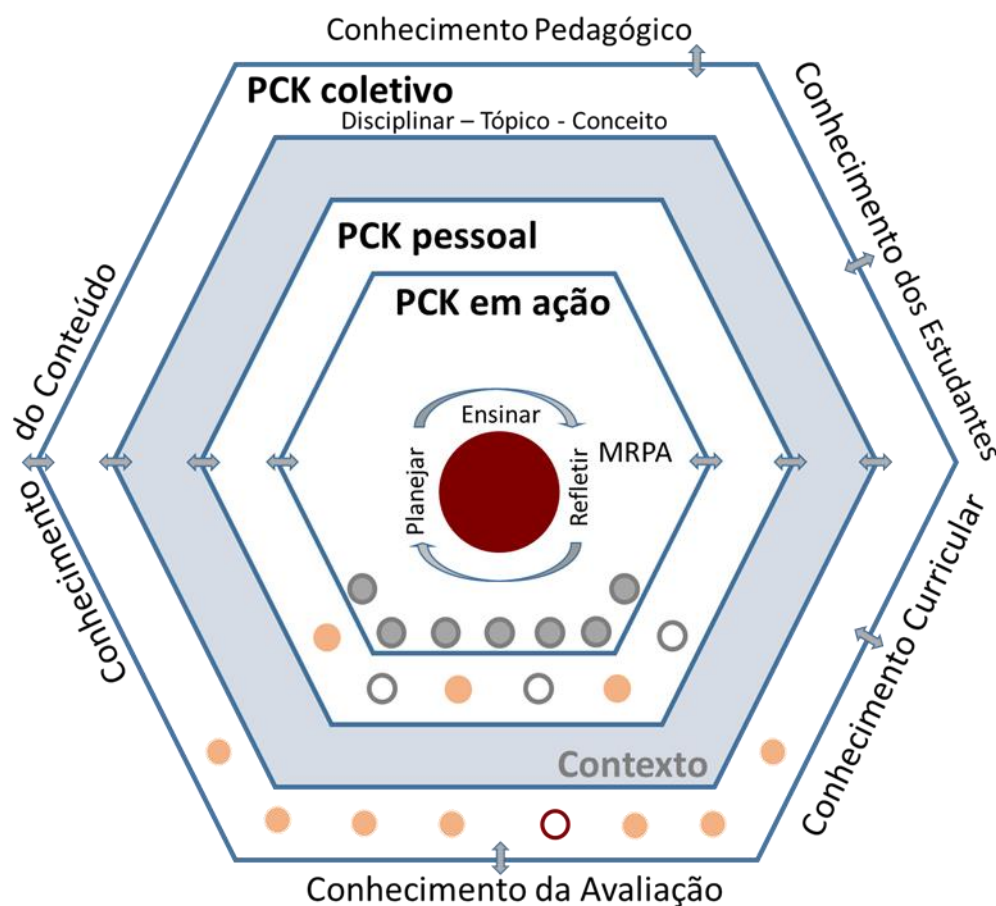 Conhecimento Pedagógico
PCK coletivo
Disciplinar – Tópico - Conceito
Conhecimento dos Estudantes
PCK pessoal
PCK em ação
Conhecimento do Conteúdo
Ensinar
Planejar
Refletir
MRPA
Conhecimento Curricular
Contexto
Conhecimento da Avaliação